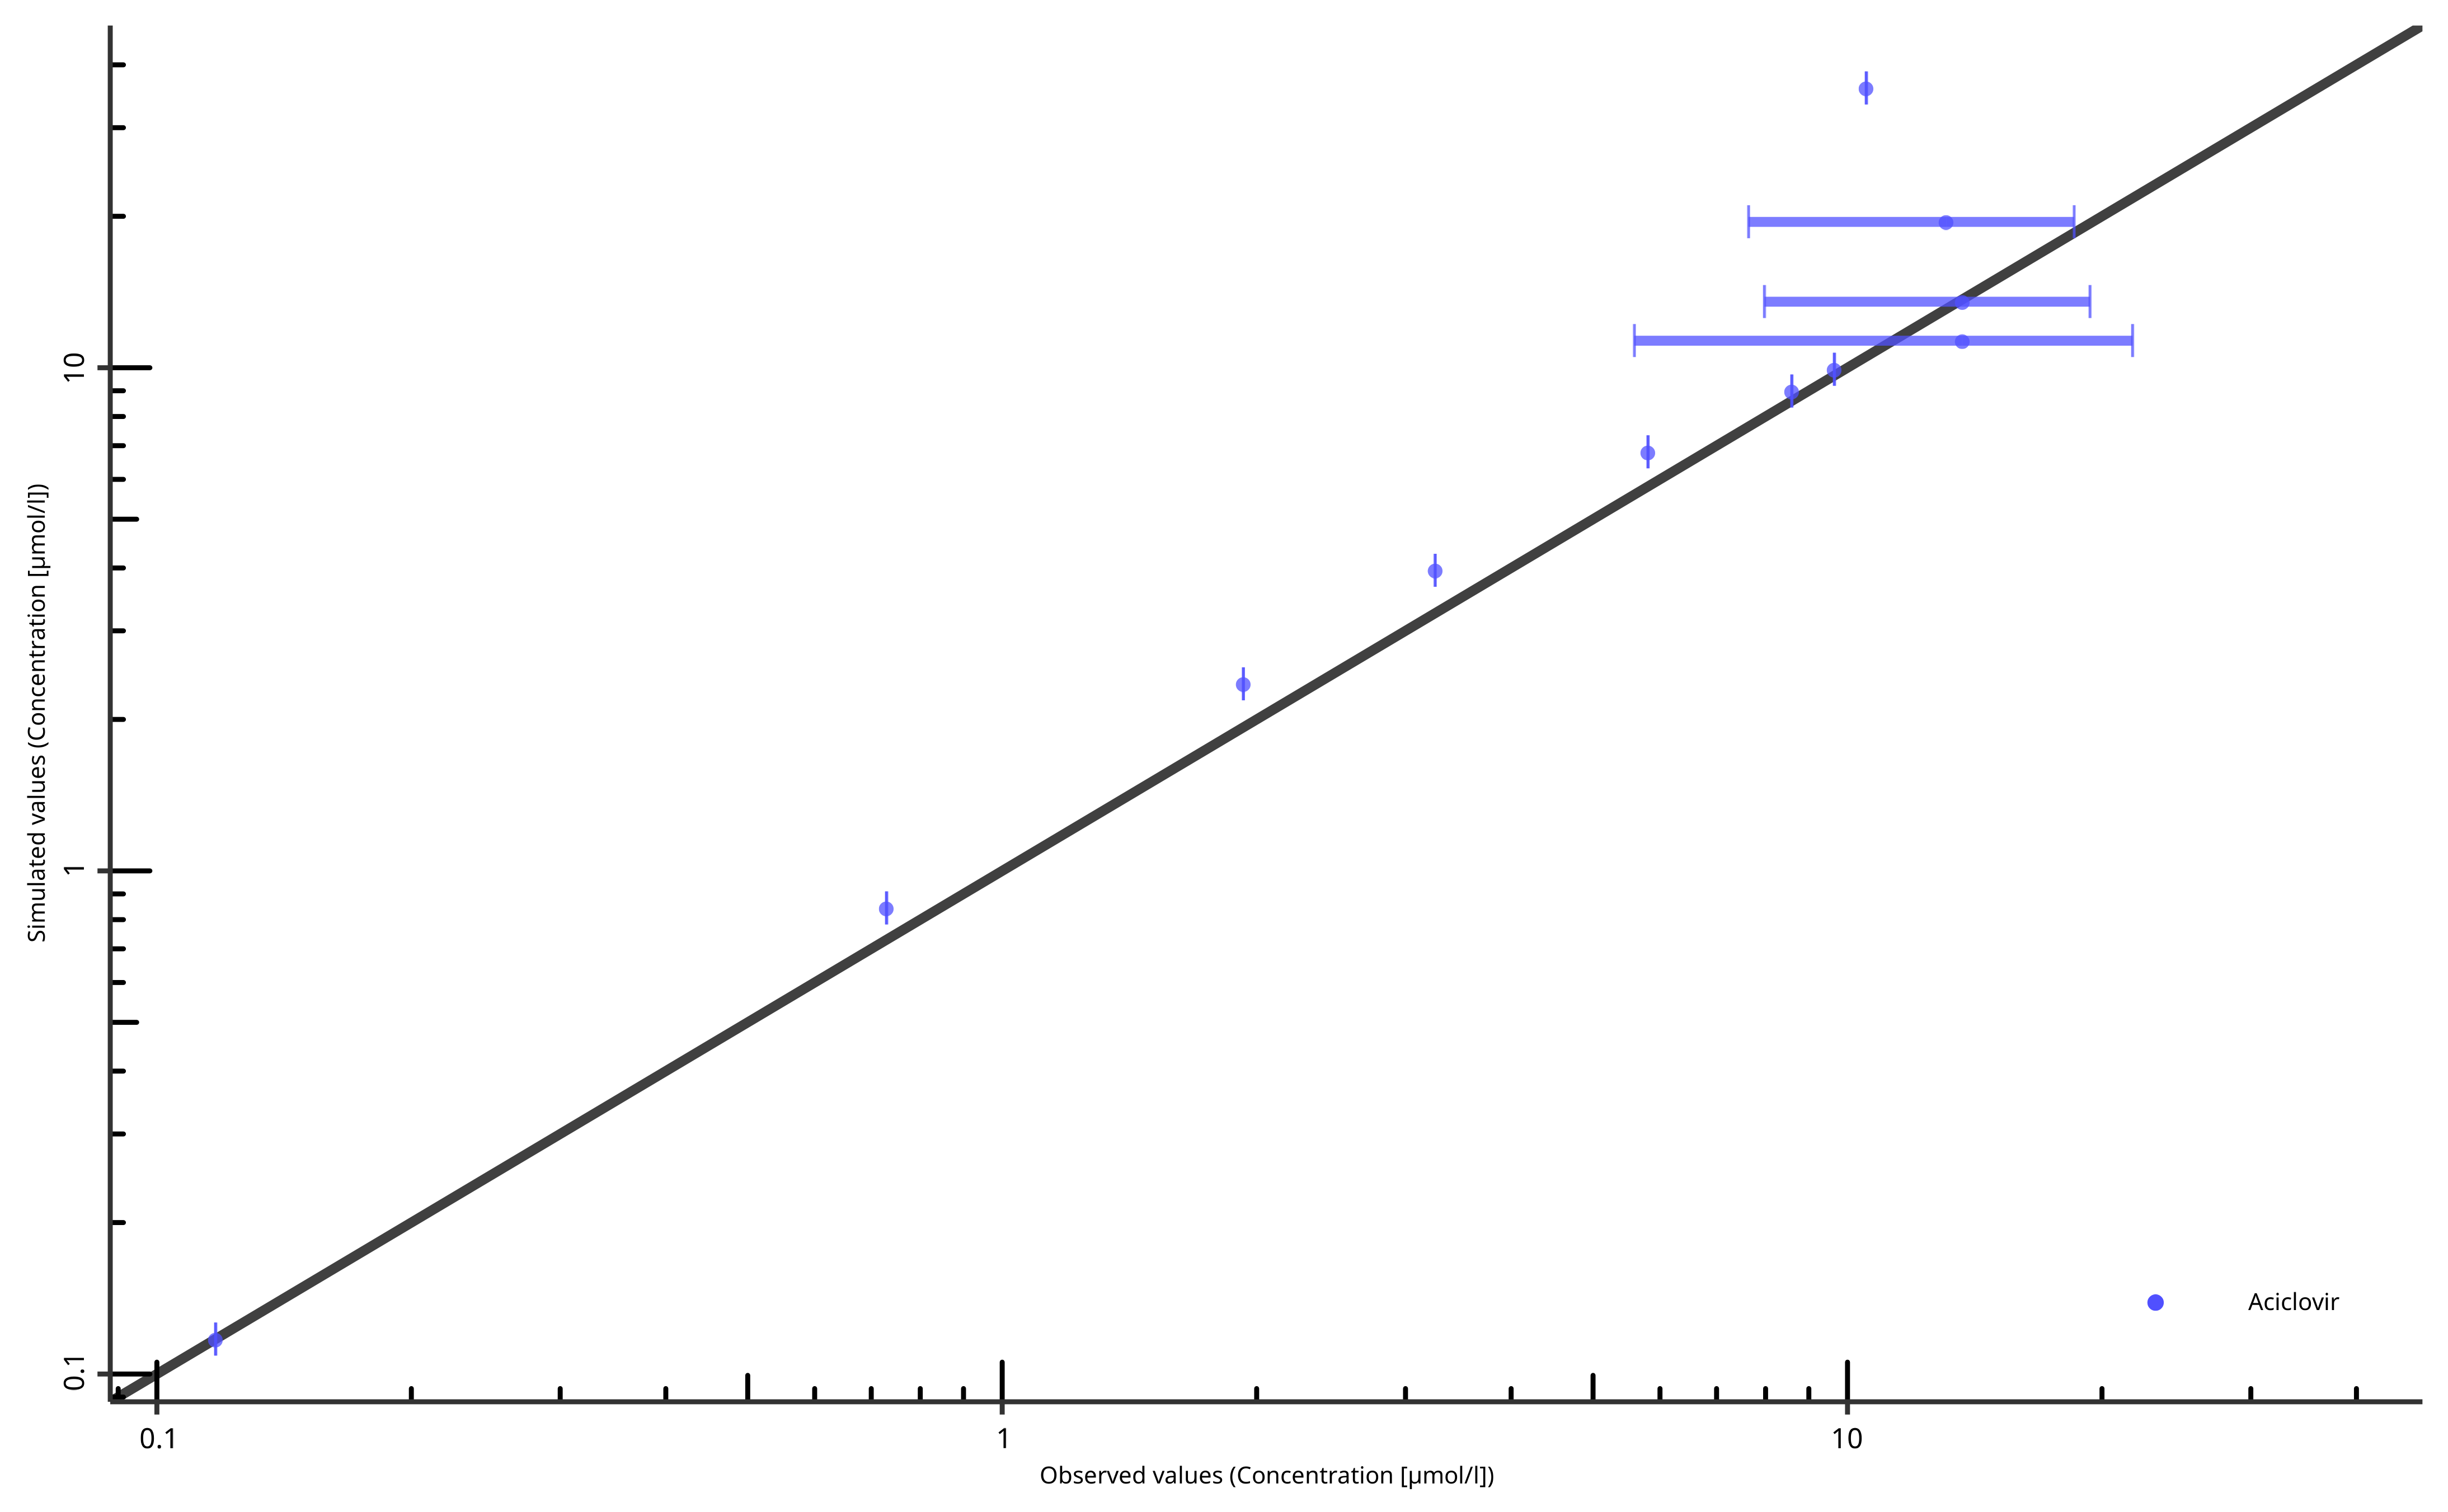 Simulated values (Concentration [µmol/l])
10
1
0.1
0.1
1
10
Observed values (Concentration [µmol/l])
Aciclovir